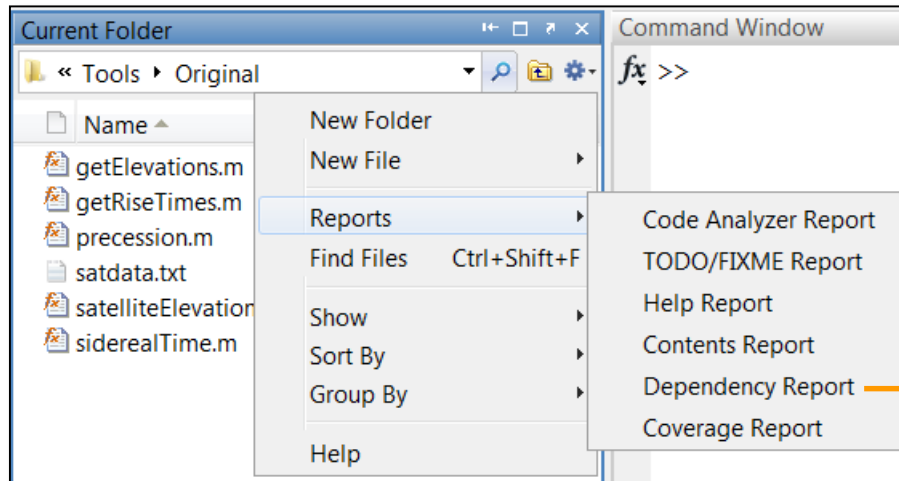 Current Folder
Command Window
« Tools ▸ Original
fx >>
Name
getElevations.m
getRiseTimes.m
precession.m
satdata.txt
satelliteElevation
siderealTime.m
New Folder
New File
Reports
Find Files Ctrl+Shift+F
Show
Sort By
Group By
Help
Code Analyzer Report
TODO/FIXME Report
Help Report
Contents Report
Dependency Report
Coverage Report